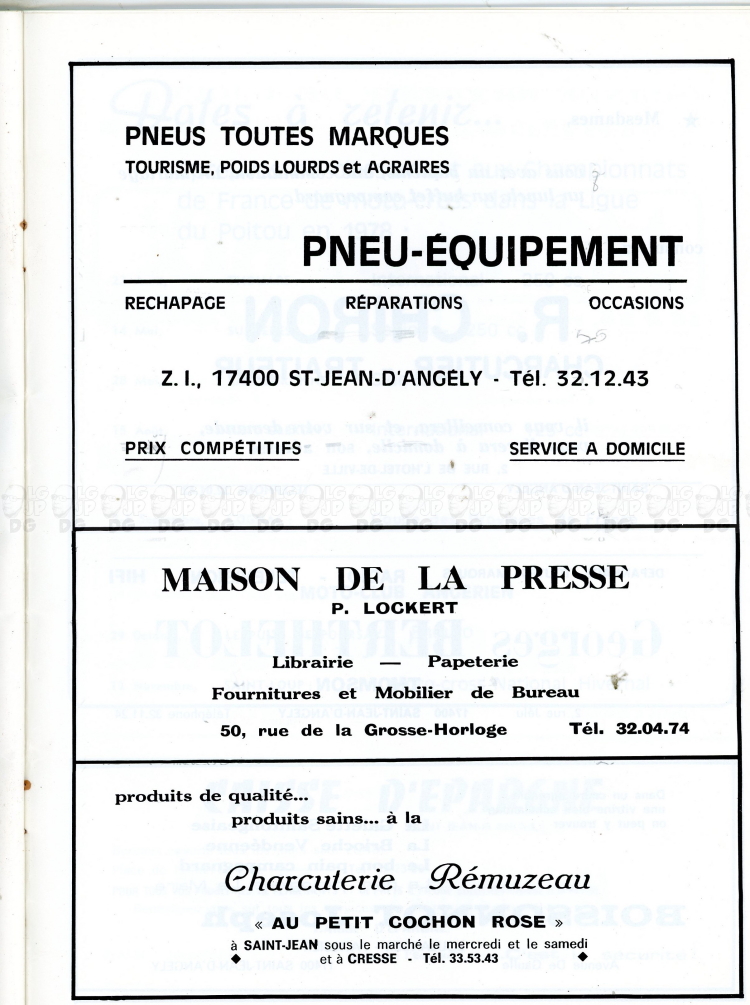 PNEUS TOUTES MARQUES
TOURISME, POIDS LOURDS et AGRAIRES
PNEU-ÉQUIPEMENT
RECHAPAGE RÉPARATIONS OCCASIONS
Z. I., 17400 ST-JEAN-D'ANGÉLY - Tél. 32.12.43
PRIX COMPÉTITIFS SERVICE A DOMICILE
MAISON DE LA PRESSE
P. LOCKERT
Librairie — Papeterie
Fournitures et Mobilier de Bureau
50, rue de la Grosse-Horloge Tél. 32.04.74
produits de qualité...
produits sains... à la
Charcuterie Rémuzeau
« AU PETIT COCHON ROSE »
à SAINT-JEAN sous le marché le mercredi et le samedi
et à CRESSE - Tél. 33.53.43